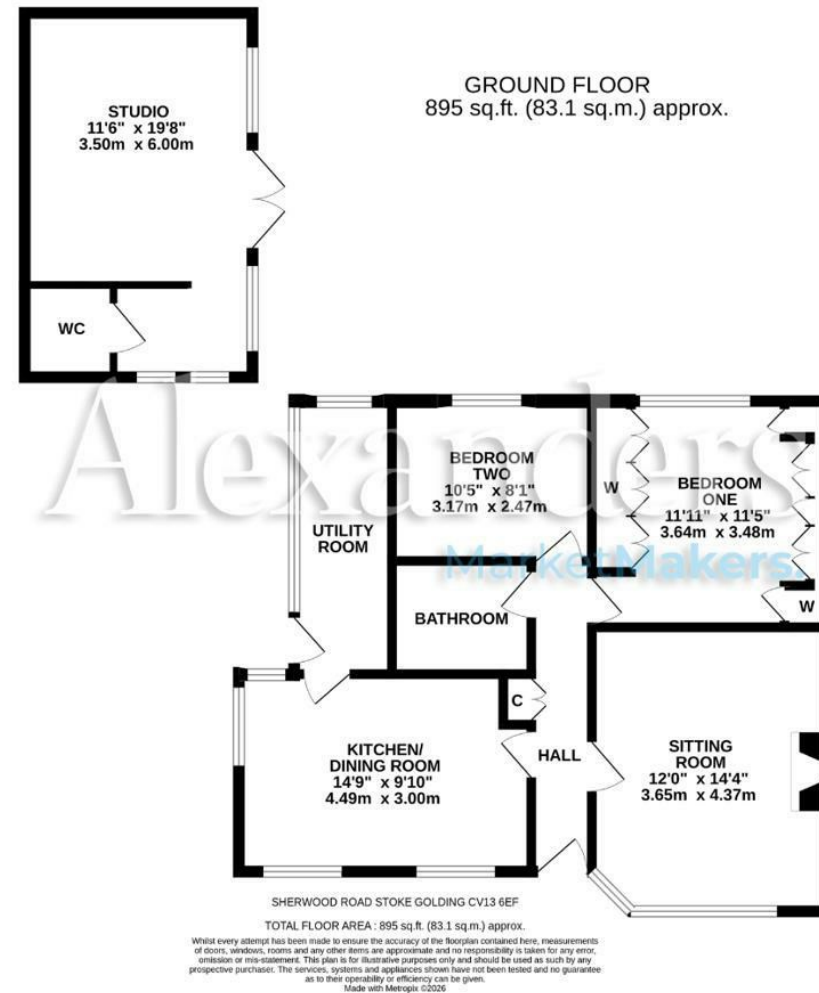 GROUND FLOOR
895 sq.ft. (83.1 sq.m.) approx.
STUDIO
11'6" x 19'8"
3.50m x 6.00m
WC
Alexanders
BEDROOM
TWO
10'5" x 8'1"
3.17m x 2.47m
W
BEDROOM
ONE
11'11" x 11'5"
3.64m x 3.48m
UTILITY
ROOM
MarketMakers.
BATHROOM
W
C
HALL
KITCHEN/
DINING ROOM
14'9" x 9'10"
4.49m x 3.00m
SITTING
ROOM
12'0" x 14'4"
3.65m x 4.37m
SHERWOOD ROAD STOKE GOLDING CV13 6EF
TOTAL FLOOR AREA : 895 sq.ft. (83.1 sq.m.) approx.
Whilst every attempt has been made to ensure the accuracy of the floorplan contained here, measurements
of doors, windows, rooms and any other items are approximate and no responsibility is taken for any error,
omission or mis-statement. This plan is for illustrative purposes only and should be used as such by any
prospective purchaser. The services, systems and appliances shown have not been tested and no guarantee
as to their operability or efficiency can be given.
Made with Metropix ©2026